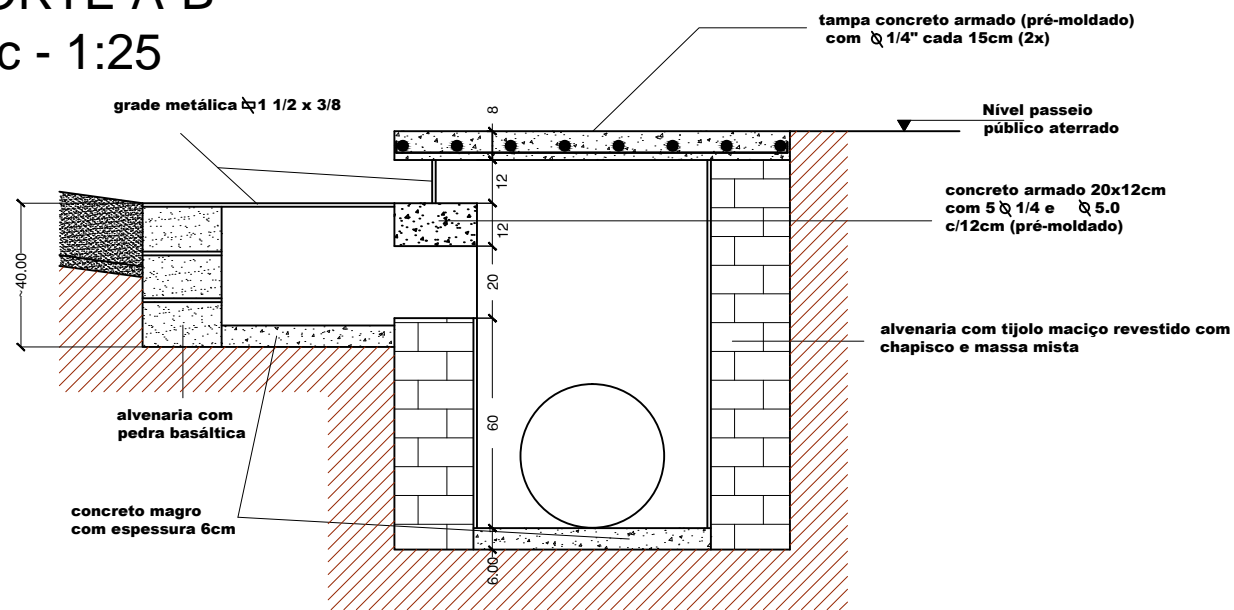 ORTE A B
c - 1:25
tampa concreto armado (pré-moldado)
com ⌀ 1/4" cada 15cm (2x)
grade metálica 1 1/2 x 3/8
Nível passeio
público aterrado
8
12
12
20
60
6.00
~40.00
concreto armado 20x12cm
com 5 ⌀ 1/4 e ⌀ 5.0
c/12cm (pré-moldado)
alvenaria com tijolo maciço revestido com
chapisco e massa mista
alvenaria com
pedra basáltica
concreto magro
com espessura 6cm